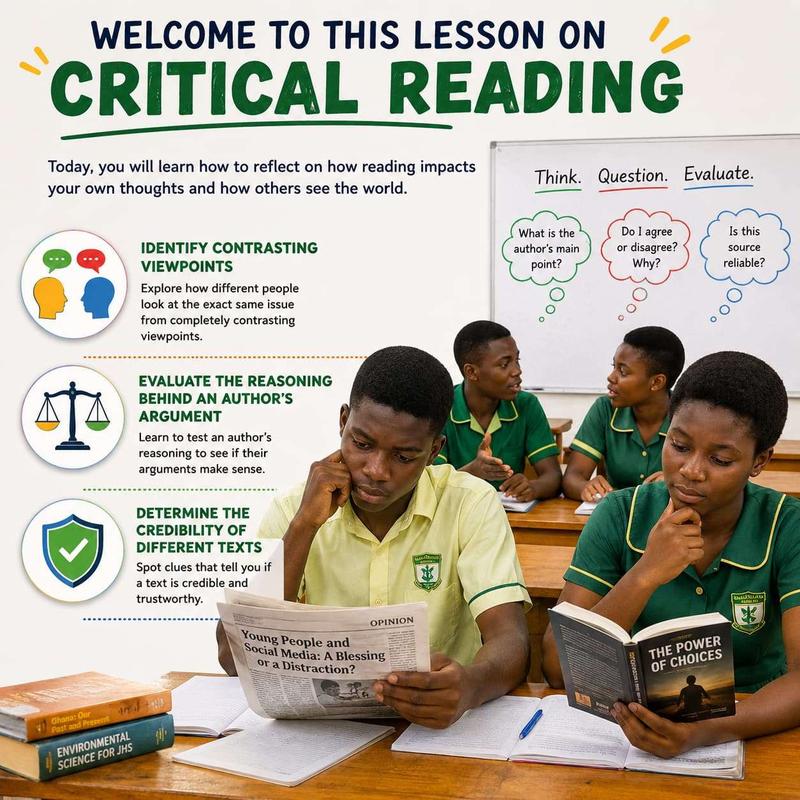 WELCOME TO THIS LESSON ON
CRITICAL READING
Today, you will learn how to reflect on how reading impacts
your own thoughts and how others see the world.
IDENTIFY CONTRASTING
VIEWPOINTS
Explore how different people
look at the exact same issue
from completely contrasting
viewpoints.
EVALUATE THE REASONING
BEHIND AN AUTHOR'S
ARGUMENT
Learn to test an author's
reasoning to see if their
arguments make sense.
DETERMINE THE
CREDIBILITY OF
DIFFERENT TEXTS
Spot clues that tell you if
a text is credible and
trustworthy.
Think. Question. Evaluate.
What is the
author's main
point?
Do I agree
or disagree?
Why?
Is this
source
reliable?
OPINION
Young People and
Social Media: A Blessing
or a Distraction?
THE POWER
OF CHOICES
Ghana: Our
Past and Present
ENVIRONMENTAL
SCIENCE FOR JHS